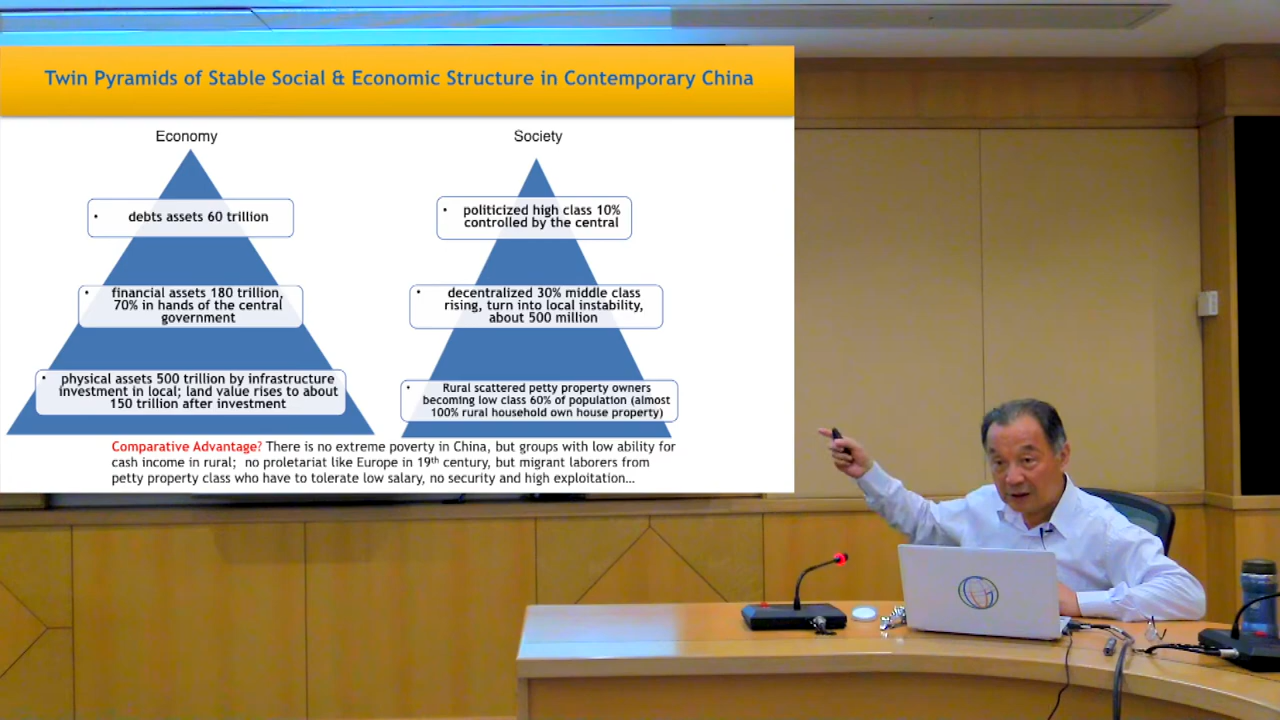 Twin Pyramids of Stable Social & Economic Structure in Contemporary China
Economy
• debts assets 60 trillion
• financial assets 180 trillion,
70% in hands of the central
government
• physical assets 500 trillion by infrastructure
investment in local; land value rises to about
150 trillion after investment
Society
• politicized high class 10%
controlled by the central
• decentralized 30% middle class
rising, turn into local instability,
about 500 million
• Rural scattered petty property owners
becoming low class 60% of population (almost
100% rural household own house property)
Comparative Advantage? There is no extreme poverty in China, but groups with low ability for
cash income in rural; no proletariat like Europe in 19th century, but migrant laborers from
petty property class who have to tolerate low salary, no security and high exploitation…